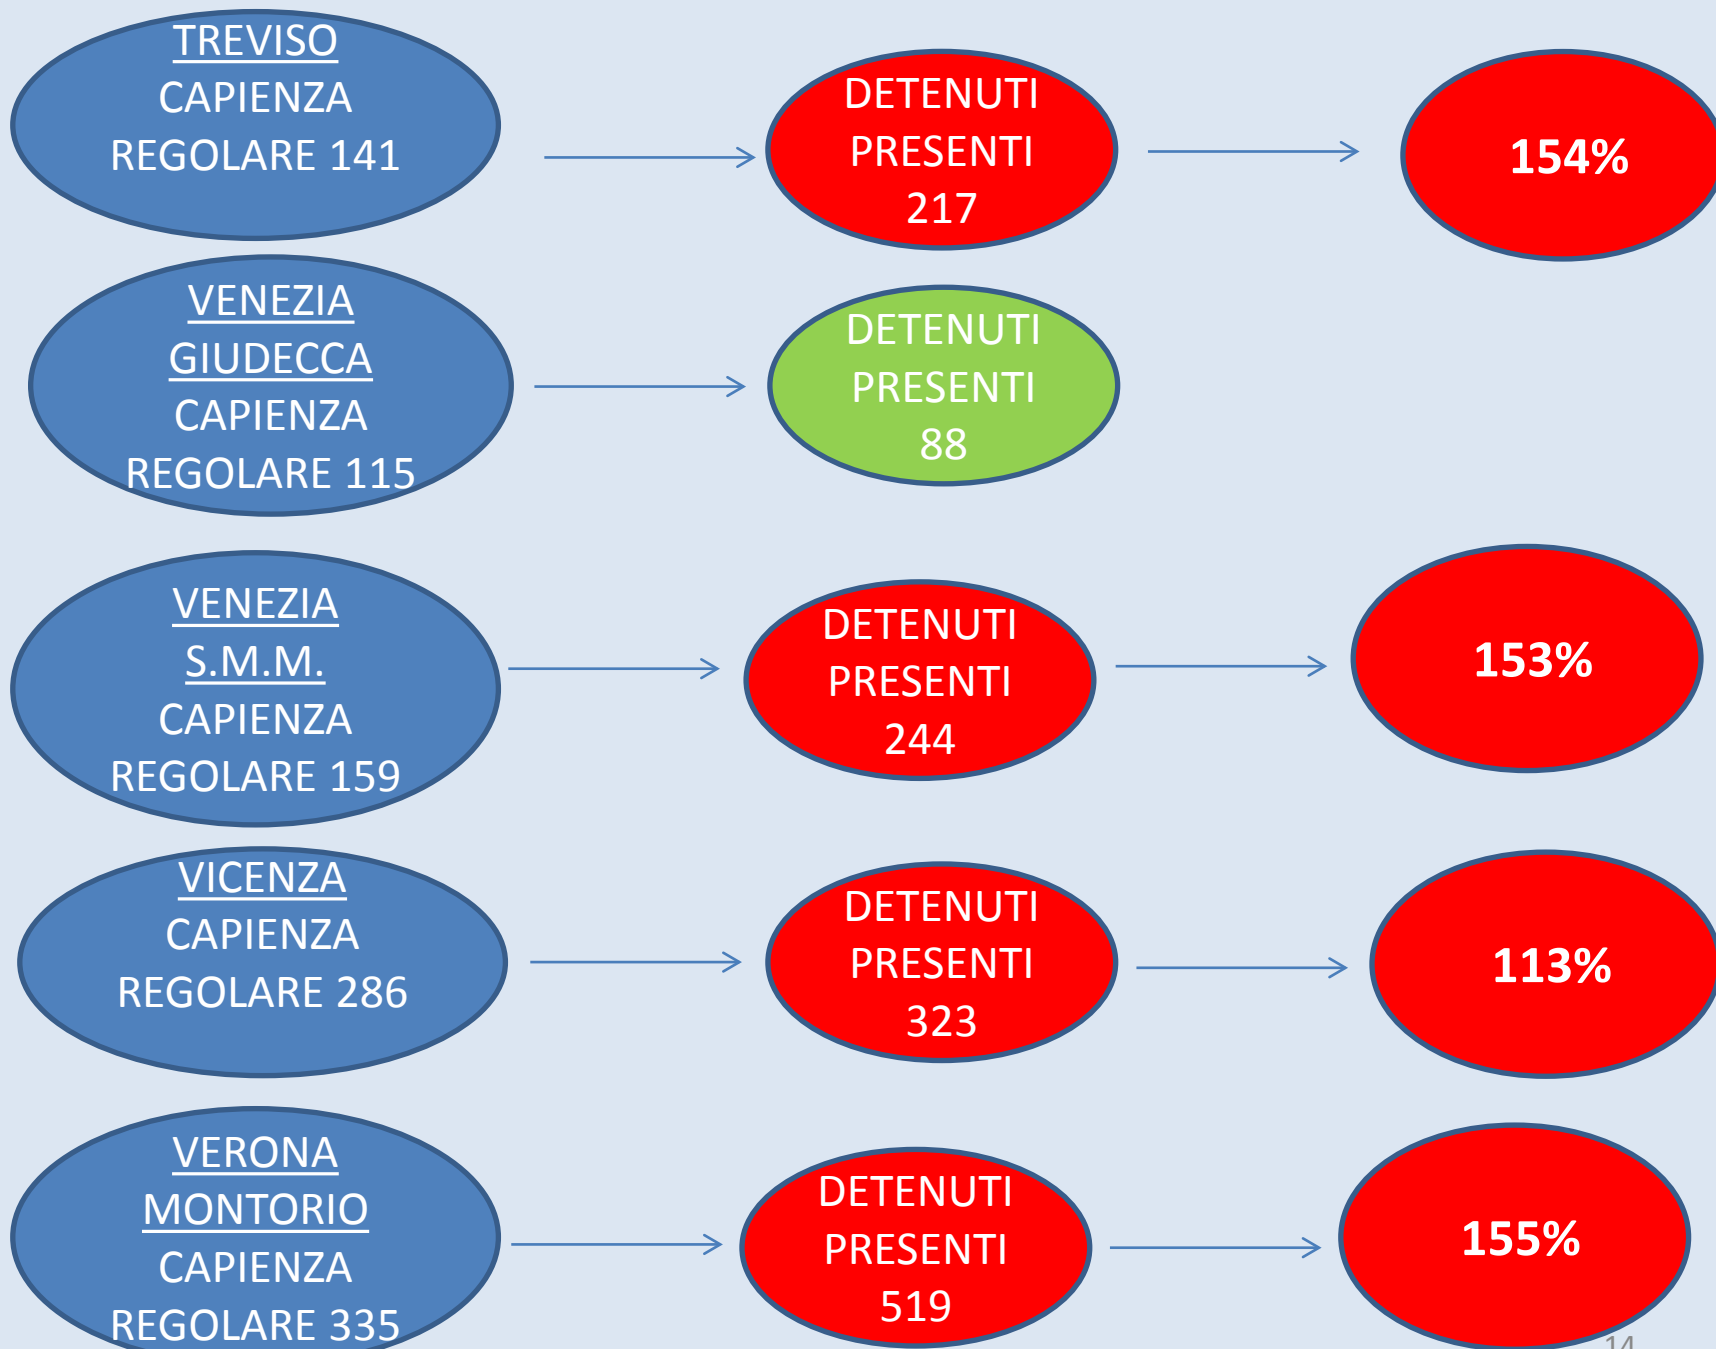 TREVISO
CAPIENZA
REGOLARE 141
DETENUTI
PRESENTI
217
154%
VENEZIA
GIUDECCA
CAPIENZA
REGOLARE 115
DETENUTI
PRESENTI
88
VENEZIA
S.M.M.
CAPIENZA
REGOLARE 159
DETENUTI
PRESENTI
244
153%
VICENZA
CAPIENZA
REGOLARE 286
DETENUTI
PRESENTI
323
113%
VERONA
MONTORIO
CAPIENZA
REGOLARE 335
DETENUTI
PRESENTI
519
155%
14